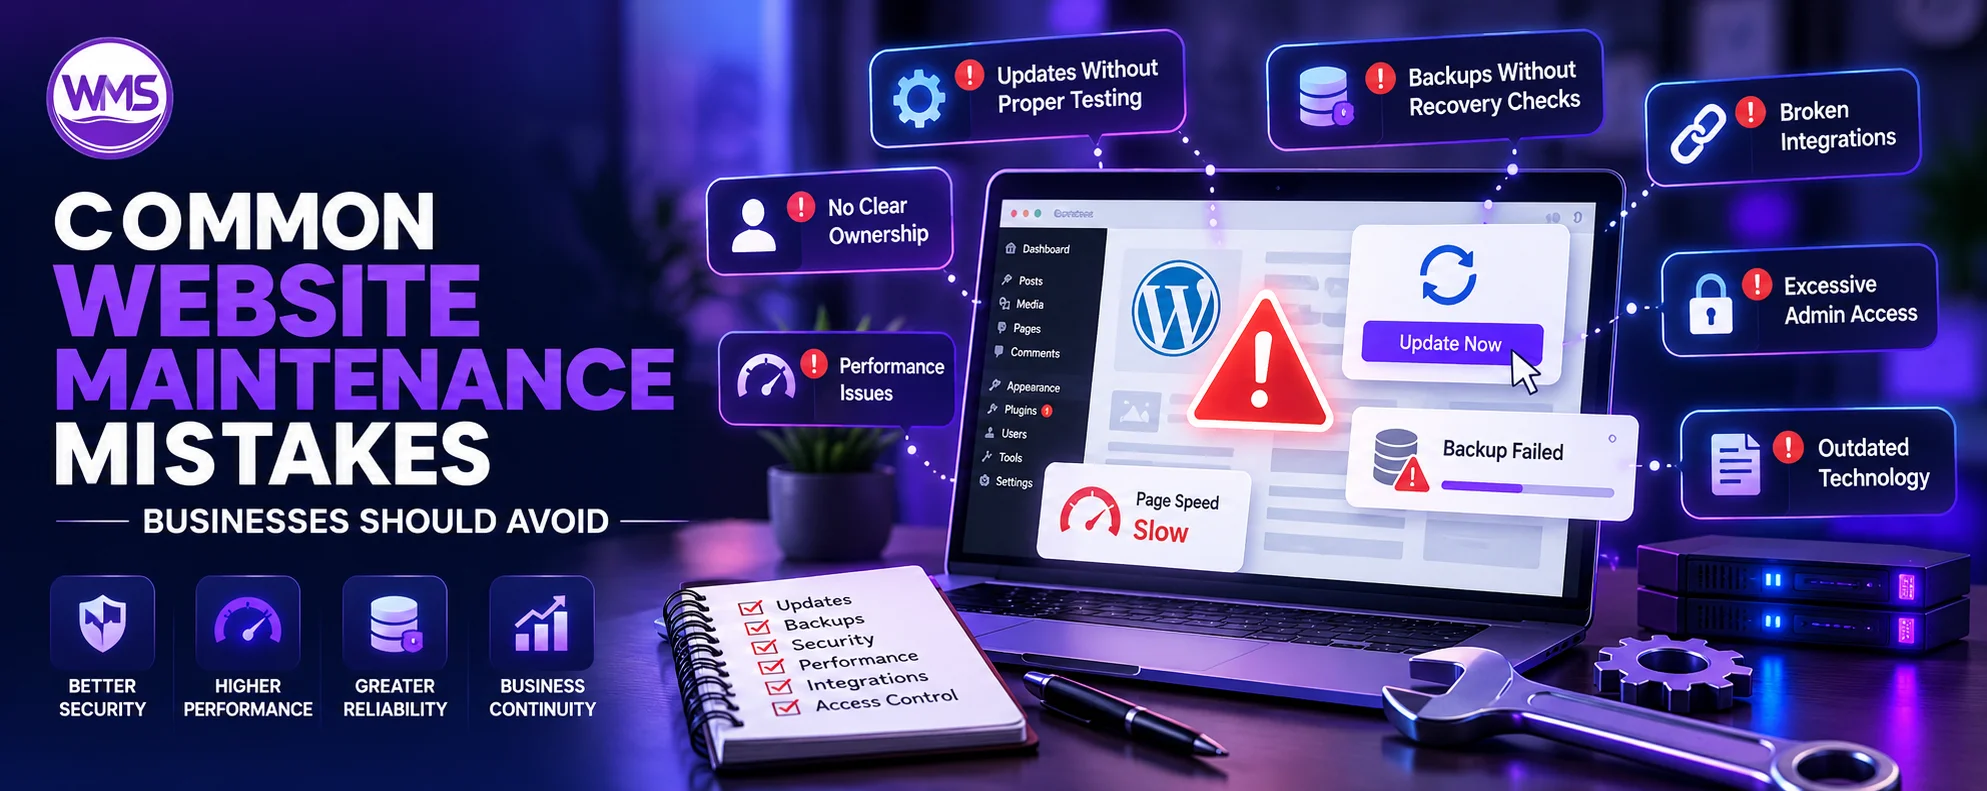 WMS
COMMON
WEBSITE
MAINTENANCE
MISTAKES
BUSINESSES SHOULD AVOID
BETTER
SECURITY
HIGHER
PERFORMANCE
GREATER
RELIABILITY
BUSINESS
CONTINUITY
Updates Without
Proper Testing
Backups Without
Recovery Checks
Broken
Integrations
No Clear
Ownership
Excessive
Admin Access
Performance
Issues
Outdated
Technology
Dashboard
Posts
Media
Pages
Comments
Appearance
Plugins 1
Users
Tools
Settings
W
Update Now
Backup Failed
Page Speed
Slow
Updates
Backups
Security
Performance
Integrations
Access Control